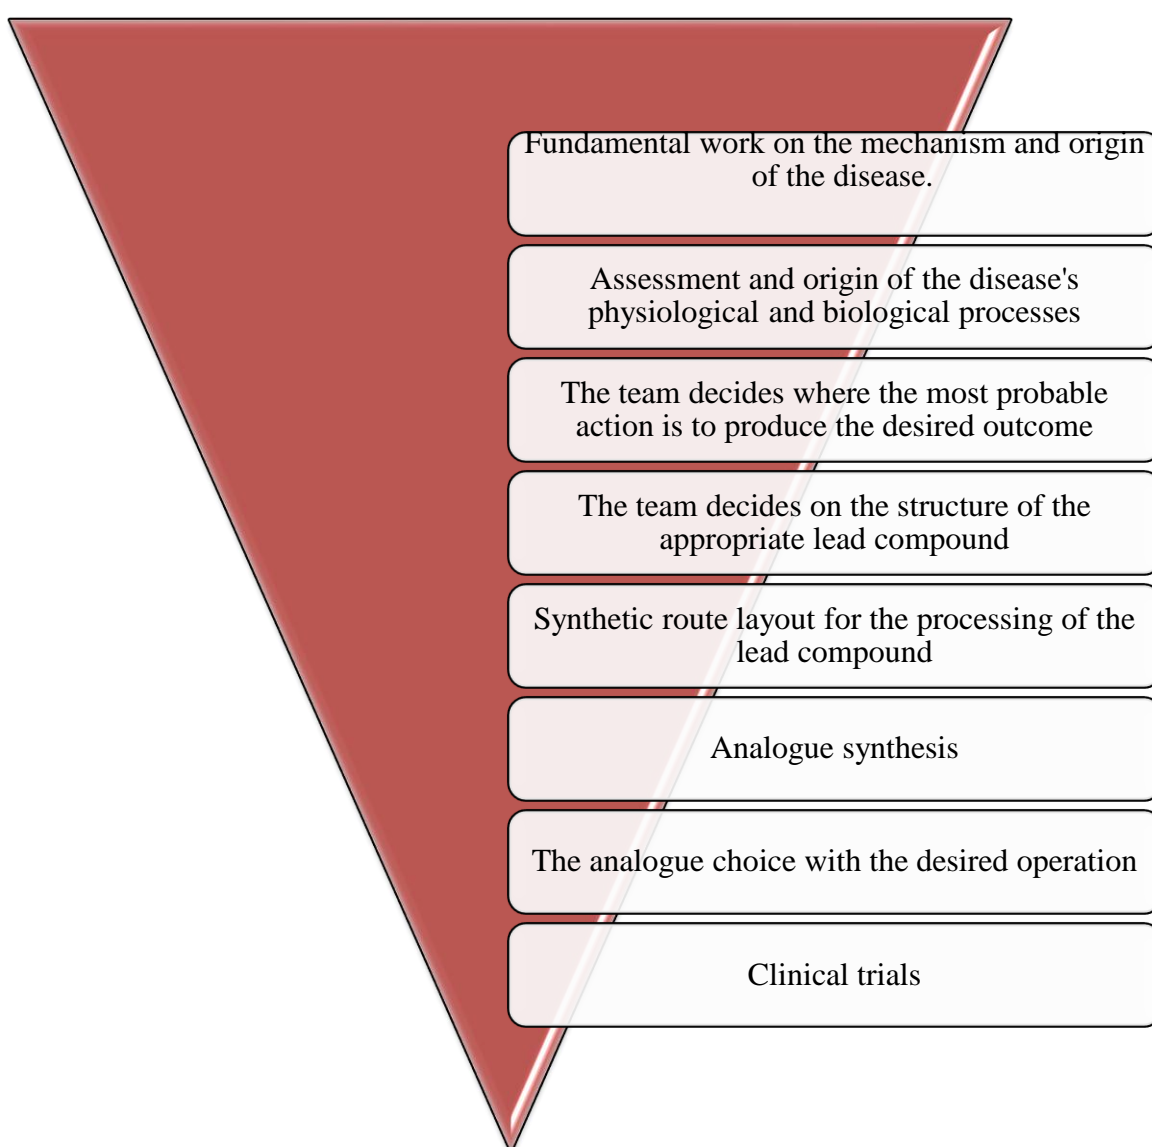 Fundamental work on the mechanism and origin
of the disease.
Assessment and origin of the disease's
physiological and biological processes
The team decides where the most probable
action is to produce the desired outcome
The team decides on the structure of the
appropriate lead compound
Synthetic route layout for the processing of the
lead compound
Analogue synthesis
The analogue choice with the desired operation
Clinical trials